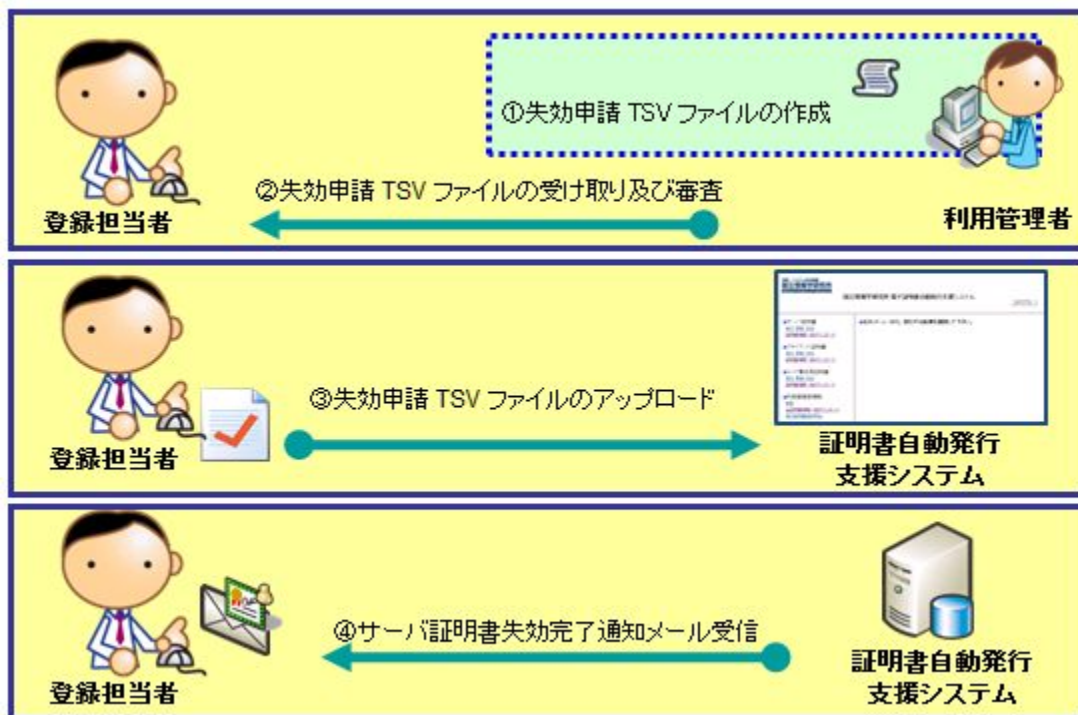 ①失効申請 TSV ファイルの作成
②失効申請 TSV ファイルの受け取り及び審査
登録担当者
利用管理者
③失効申請 TSV ファイルのアップロード
登録担当者
証明書自動発行
支援システム
④サーバ証明書失効完了通知メール受信
登録担当者
証明書自動発行
支援システム